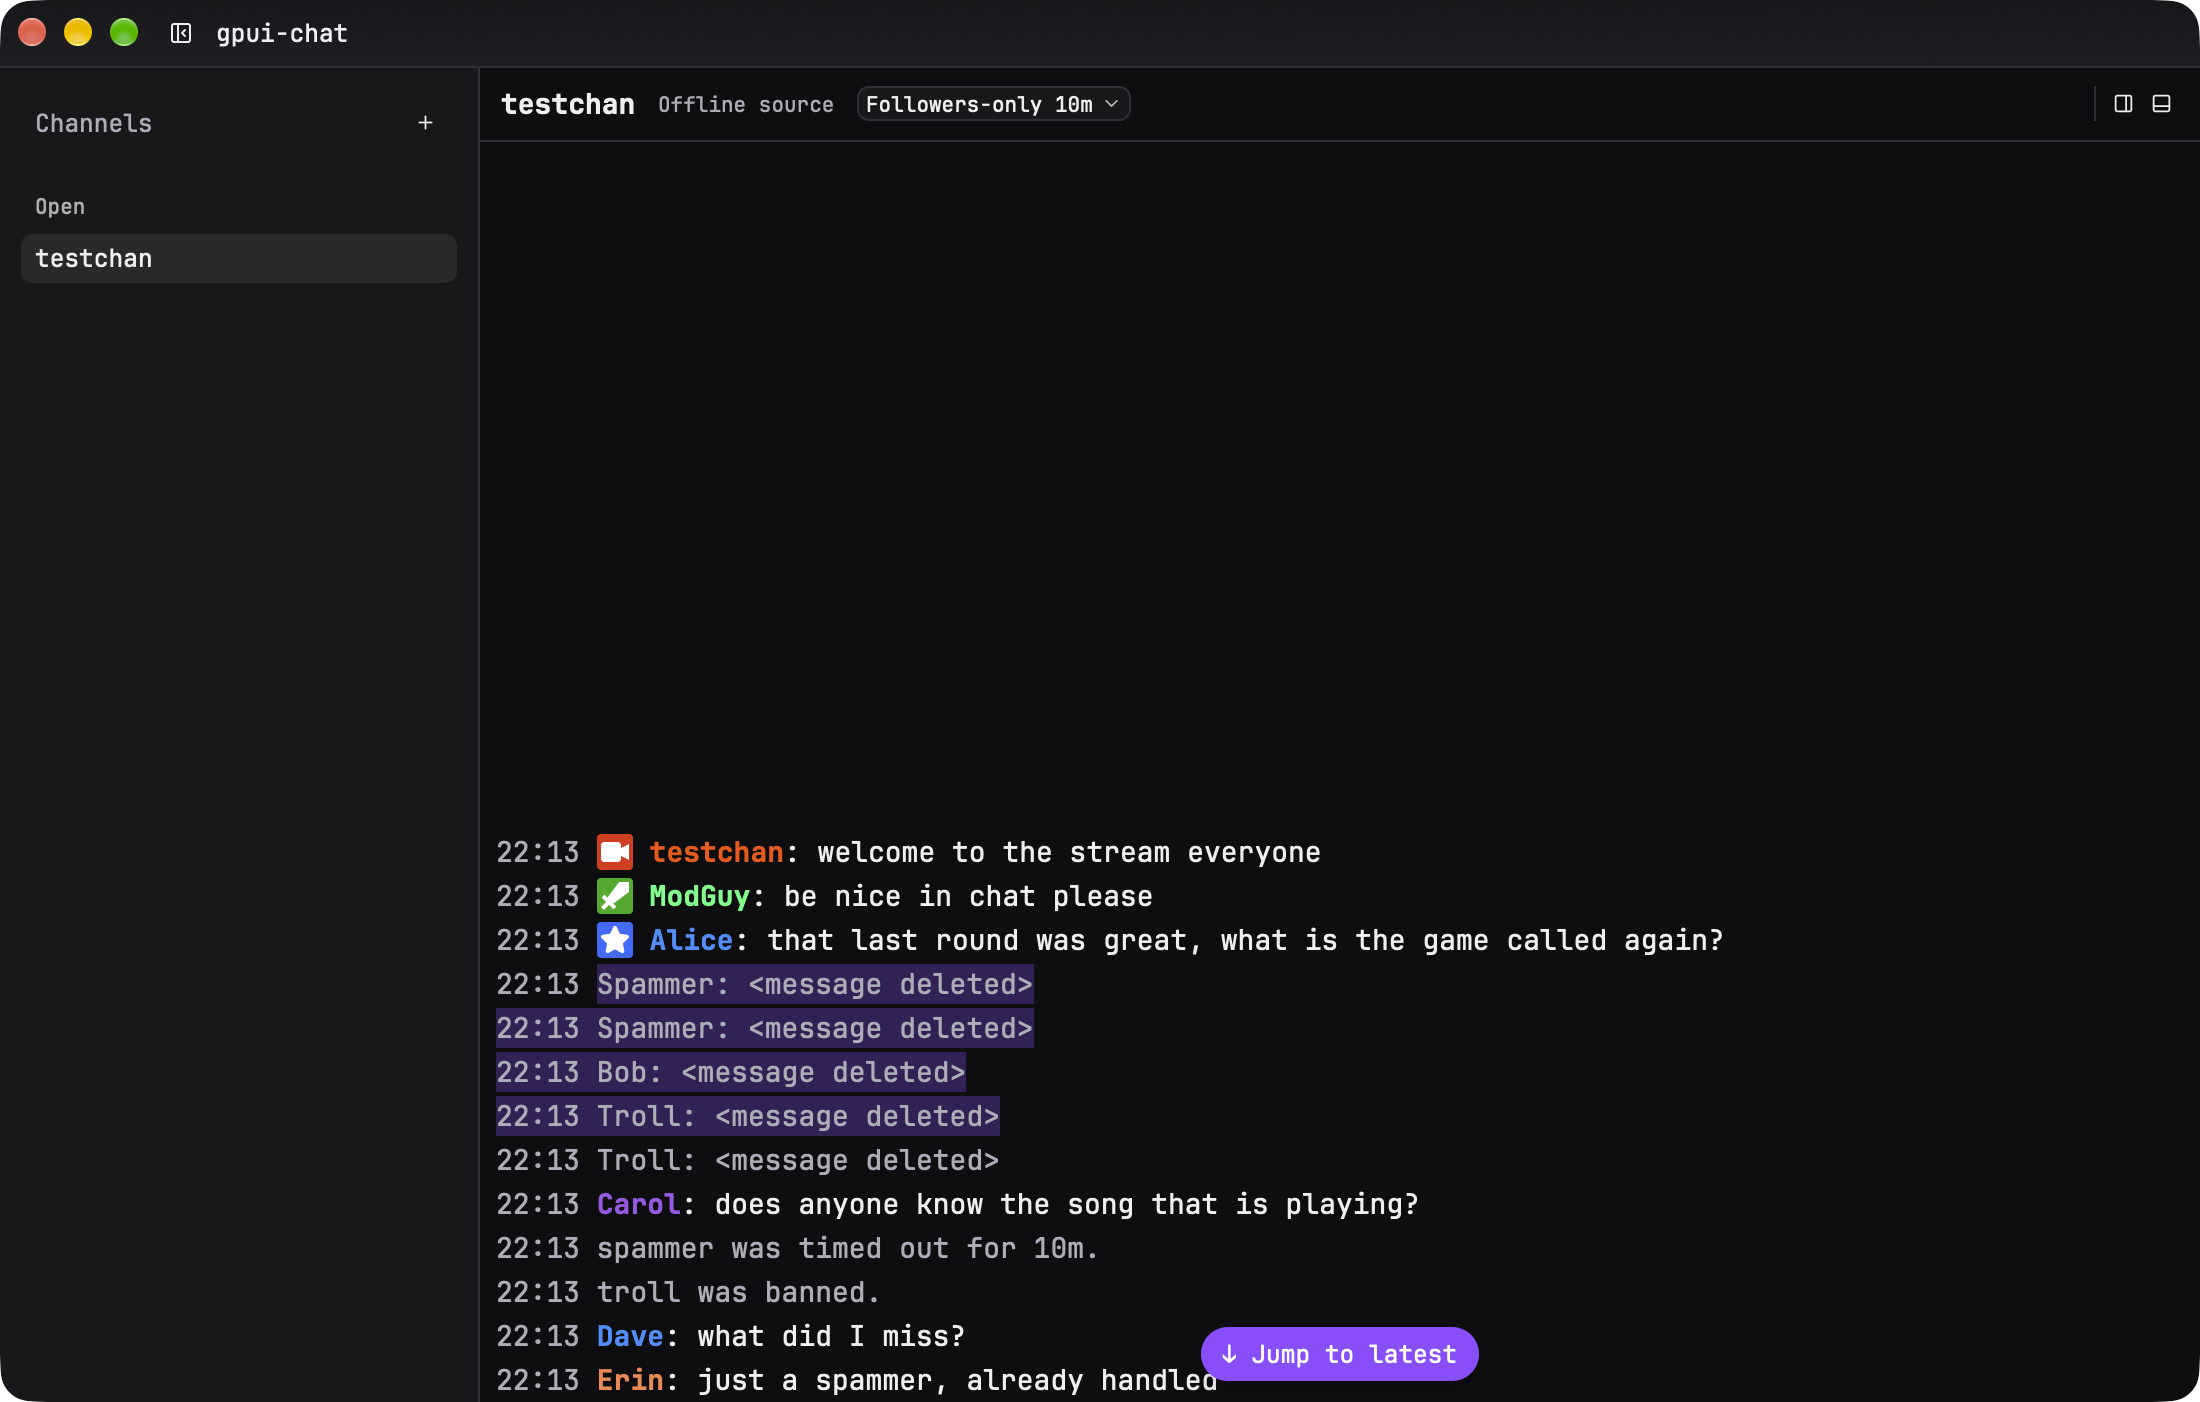 gpui-chat
Channels
+
Open
testchan
testchan Offline source Followers-only 10m
22:13 testchan: welcome to the stream everyone
22:13 ModGuy: be nice in chat please
22:13 Alice: that last round was great, what is the game called again?
22:13 Spammer: <message deleted>
22:13 Spammer: <message deleted>
22:13 Bob: <message deleted>
22:13 Troll: <message deleted>
22:13 Troll: <message deleted>
22:13 Carol: does anyone know the song that is playing?
22:13 spammer was timed out for 10m.
22:13 troll was banned.
22:13 Dave: what did I miss?
22:13 Erin: just a spammer, already handled
↓ Jump to latest